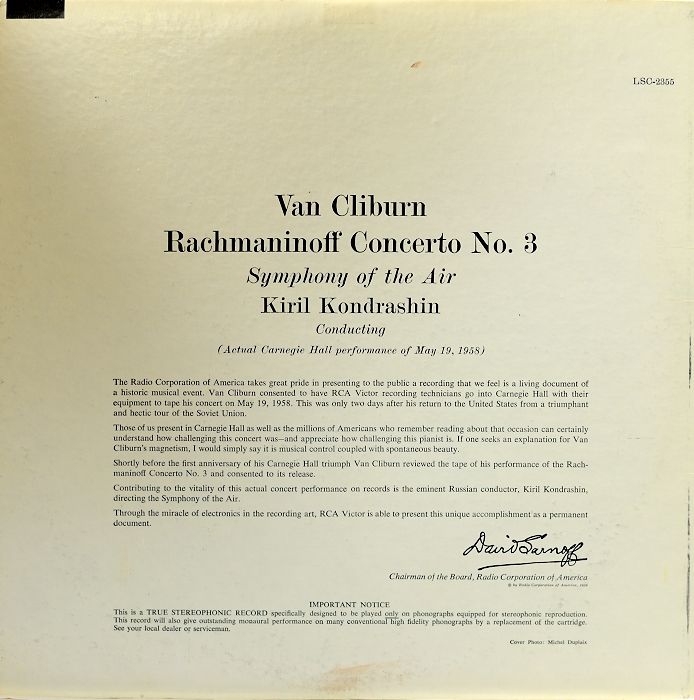 LSC-2355
Van Cliburn
Rachmaninoff Concerto No. 3
Symphony of the Air
Kiril Kondrashin
Conducting
(Actual Carnegie Hall performance of May 19, 1958)
The Radio Corporation of America takes great pride in presenting to the public a recording that we feel is a living document of
a historic musical event. Van Cliburn consented to have RCA Victor recording technicians go into Carnegie Hall with their
equipment to tape his concert on May 19, 1958. This was only two days after his return to the United States from a triumphant
and hectic tour of the Soviet Union.
Those of us present in Carnegie Hall as well as the millions of Americans who remember reading about that occasion can certainly
understand how challenging this concert was—and appreciate how challenging this pianist is. If one seeks an explanation for Van
Cliburn's magnetism, I would simply say it is musical control coupled with spontaneous beauty.
Shortly before the first anniversary of his Carnegie Hall triumph Van Cliburn reviewed the tape of his performance of the Rach-
maninoff Concerto No. 3 and consented to its release.
Contributing to the vitality of this actual concert performance on records is the eminent Russian conductor, Kiril Kondrashin,
directing the Symphony of the Air.
Through the miracle of electronics in the recording art, RCA Victor is able to present this unique accomplishment as a permanent
document.
David Sarnoff
Chairman of the Board, Radio Corporation of America
© by Radio Corporation of America, 1959
IMPORTANT NOTICE
This is a TRUE STEREOPHONIC RECORD specifically designed to be played only on phonographs equipped for stereophonic reproduction.
This record will also give outstanding monaural performance on many conventional high fidelity phonographs by a replacement of the cartridge.
See your local dealer or serviceman.
Cover Photo: Michel Duplaix